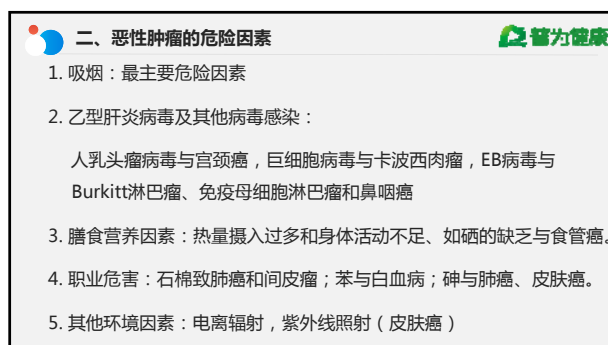 二、恶性肿瘤的危险因素
普为健康
1. 吸烟：最主要危险因素
2. 乙型肝炎病毒及其他病毒感染：
人乳头瘤病毒与宫颈癌，巨细胞病毒与卡波西肉瘤，EB病毒与
Burkitt淋巴瘤、免疫母细胞淋巴瘤和鼻咽癌
3. 膳食营养因素：热量摄入过多和身体活动不足、如硒的缺乏与食管癌。
4. 职业危害：石棉致肺癌和间皮瘤；苯与白血病；砷与肺癌、皮肤癌。
5. 其他环境因素：电离辐射，紫外线照射（皮肤癌）